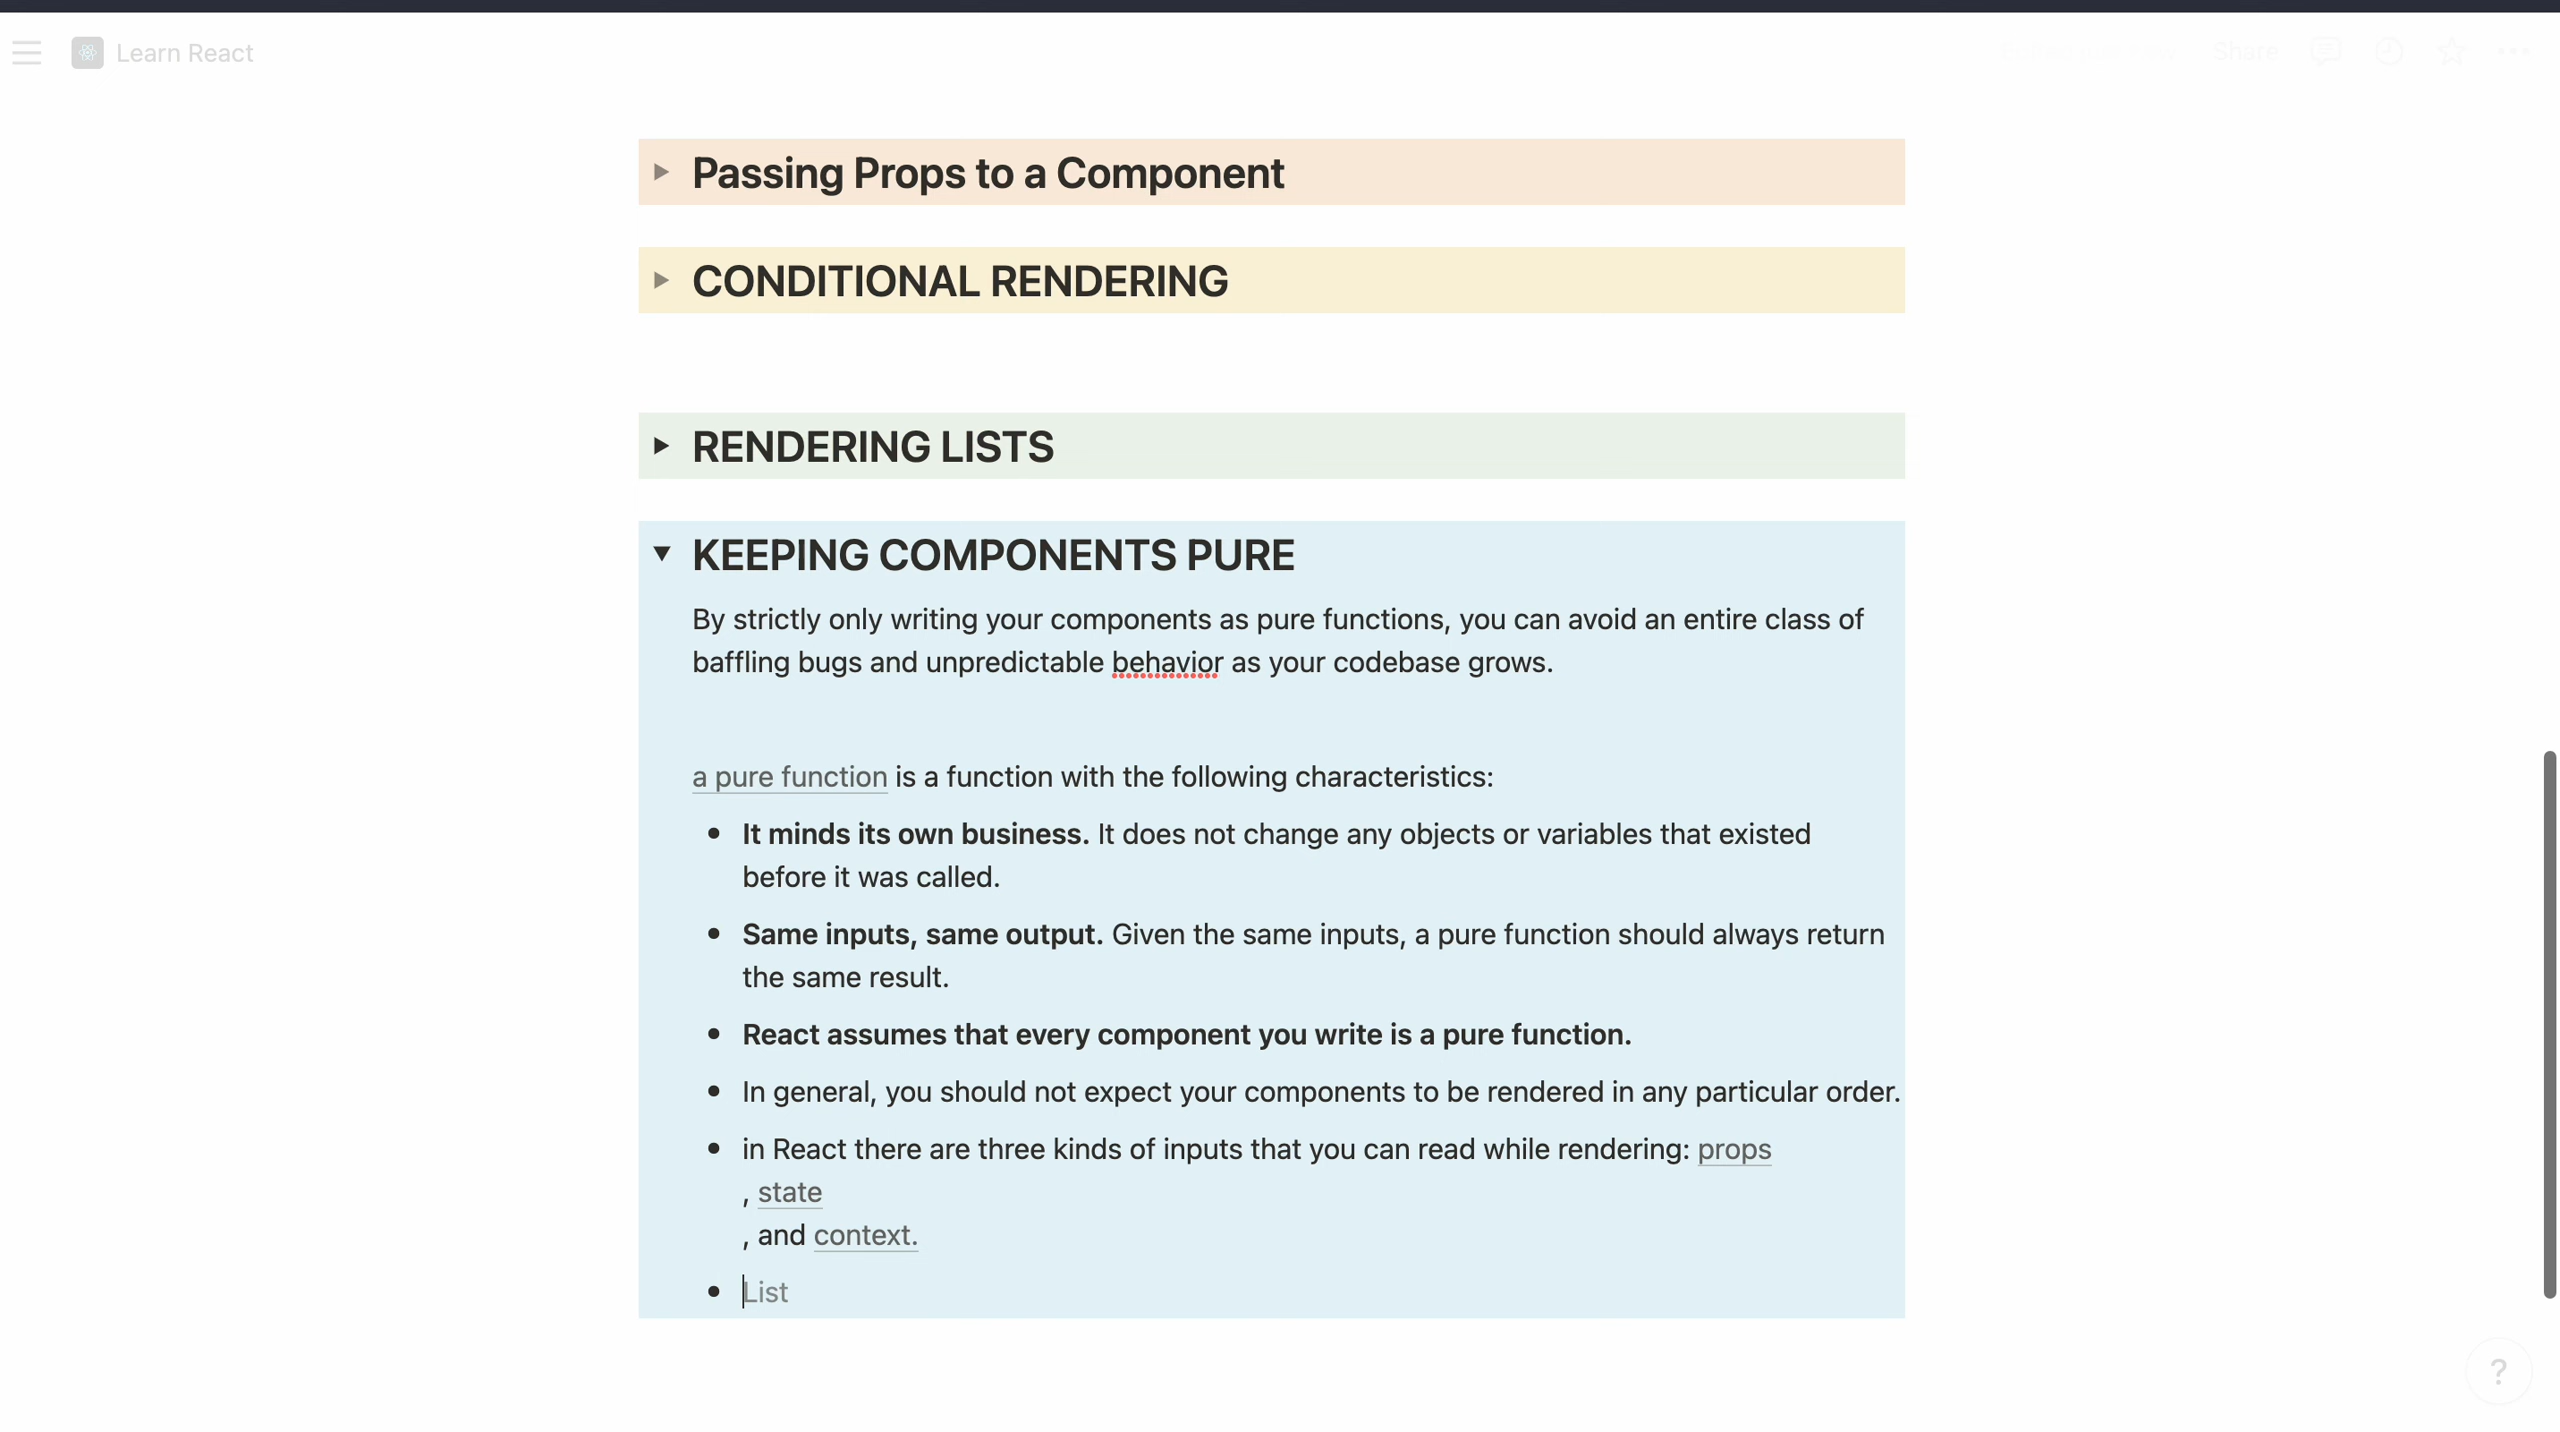 Learn React
Share
Passing Props to a Component
CONDITIONAL RENDERING
RENDERING LISTS
KEEPING COMPONENTS PURE
By strictly only writing your components as pure functions, you can avoid an entire class of
baffling bugs and unpredictable behavior as your codebase grows.
a pure function is a function with the following characteristics:
It minds its own business. It does not change any objects or variables that existed
before it was called.
Same inputs, same output. Given the same inputs, a pure function should always return
the same result.
React assumes that every component you write is a pure function.
In general, you should not expect your components to be rendered in any particular order.
in React there are three kinds of inputs that you can read while rendering: props
, state
, and context.
List
?